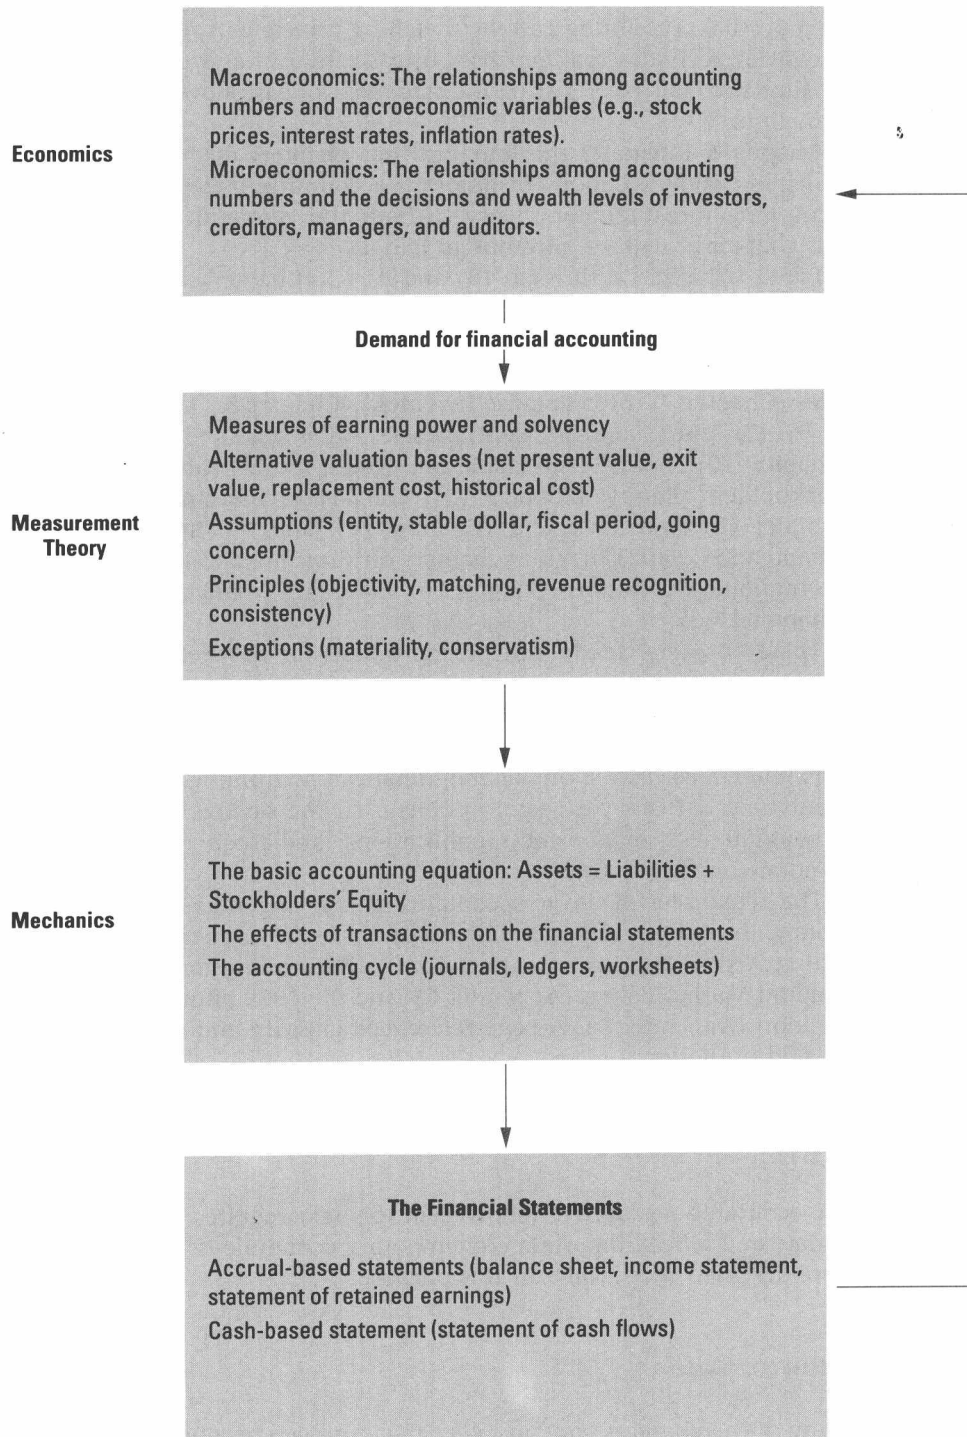 Macroeconomics: The relationships among accounting
numbers and macroeconomic variables (e.g., stock
prices, interest rates, inflation rates).
Economics
Microeconomics: The relationships among accounting
numbers and the decisions and wealth levels of investors,
creditors, managers, and auditors.
Demand for financial accounting
Measures of earning power and solvency
Alternative valuation bases (net present value, exit
value, replacement cost, historical cost)
Measurement
Theory
Assumptions (entity, stable dollar, fiscal period, going
concern)
Principles (objectivity, matching, revenue recognition,
consistency)
Exceptions (materiality, conservatism)
The basic accounting equation: Assets = Liabilities +
Stockholders’ Equity
Mechanics
The effects of transactions on the financial statements
The accounting cycle (journals, ledgers, worksheets)
The Financial Statements
Accrual-based statements (balance sheet, income statement,
statement of retained earnings)
Cash-based statement (statement of cash flows)